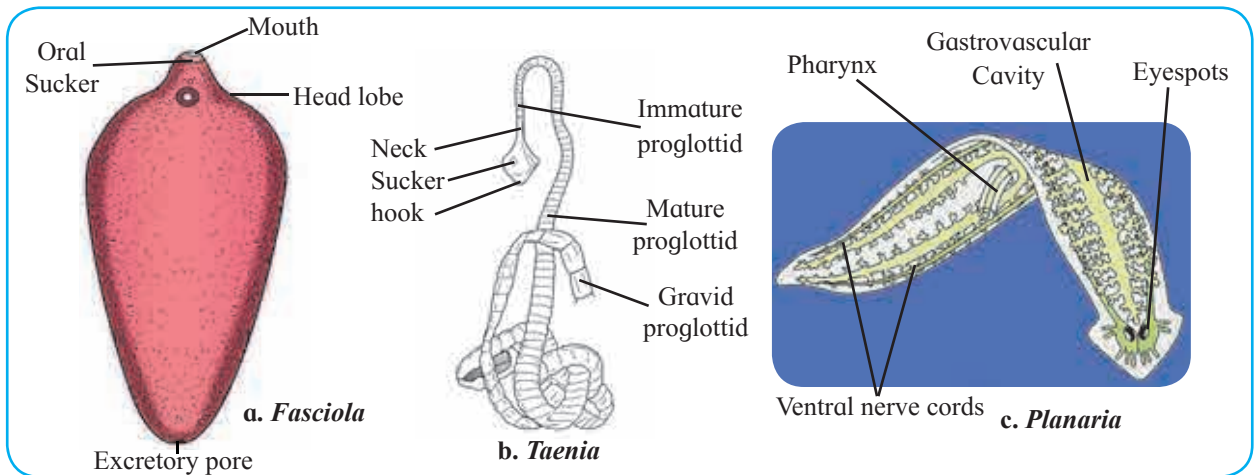 Mouth
Oral
Sucker
Head lobe
Excretory pore
a. Fasciola
Immature
proglottid
Neck
Sucker
hook
Mature
proglottid
Gravid
proglottid
b. Taenia
Pharynx
Gastrovascular
Cavity
Eyespots
Ventral nerve cords
c. Planaria